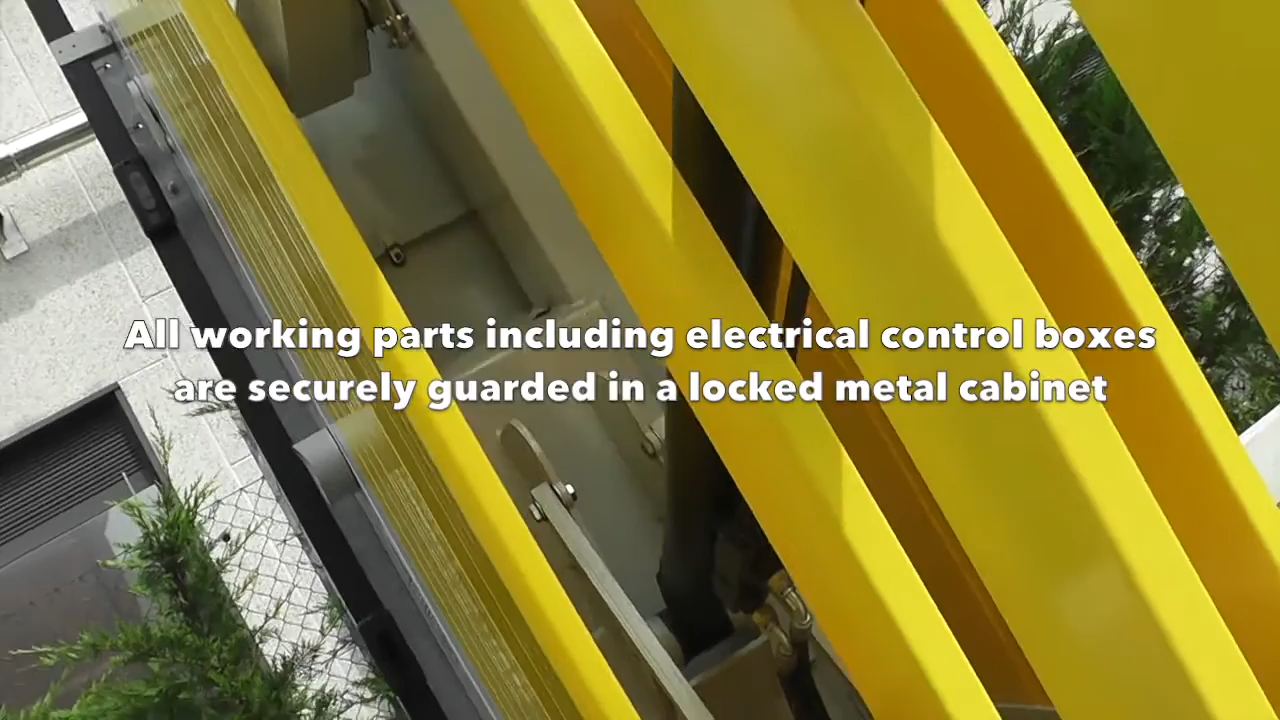 All working parts including electrical control boxes
are securely guarded in a locked metal cabinet